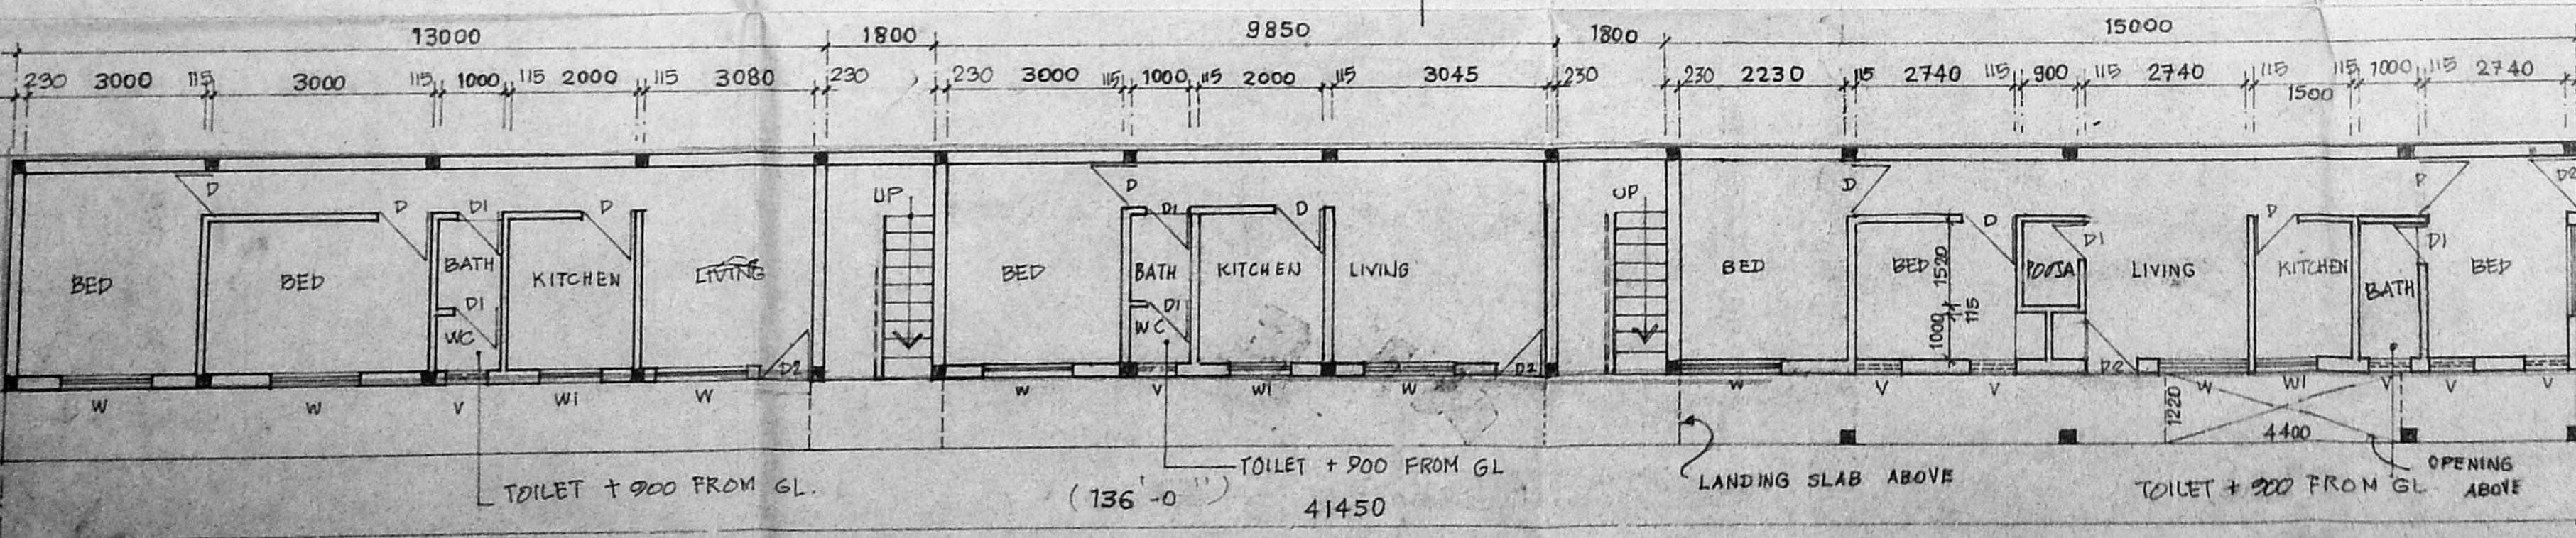 13000 1800 9850 1800 15000
230 3000 115 3000 115 1000 115 2000 115 3080 230 230 3000 115 1000 115 2000 115 3045 230 230 2230 115 2740 115 900 115 2740 115 115 1000 115 2740
1500
D D D1 D D D1 D D D D1 D D D1 D2
UP UP
BED BED BATH KITCHEN LIVING BED BATH KITCHEN LIVING BED BED 1520 POOJA LIVING KITCHEN BATH BED
D1 D1
WC WC 1000 115
D2 D2 D2
W W V W1 W W V W1 W W V V W W1 V V V
1220
4400
TOILET + 900 FROM GL.
TOILET + 900 FROM GL
LANDING SLAB ABOVE
OPENING
ABOVE
TOILET + 900 FROM GL
(136'-0")
41450